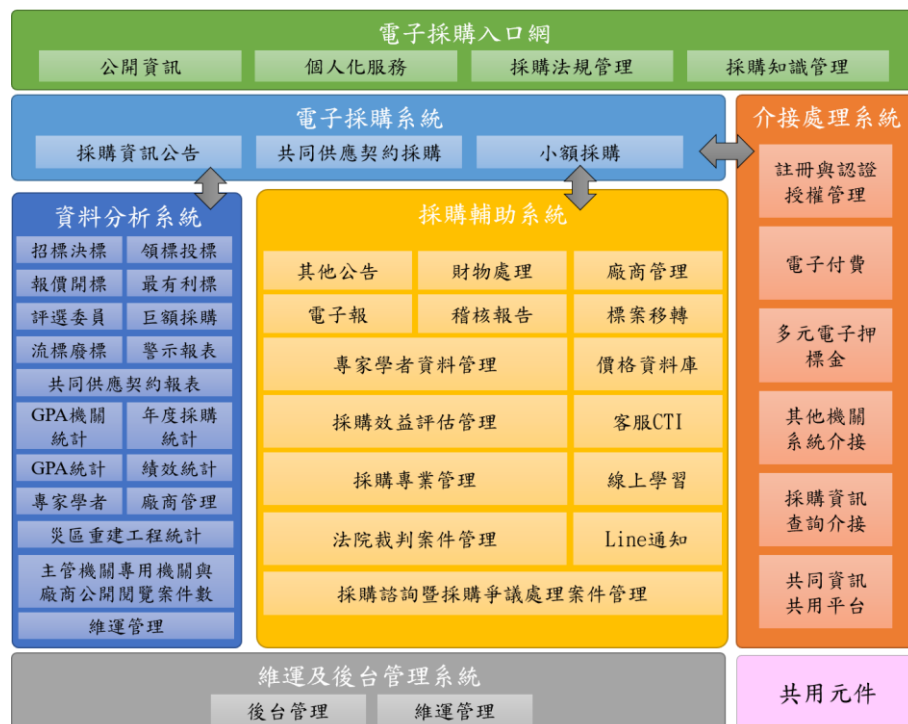 電子採購入口網
公開資訊
個人化服務
採購法規管理
採購知識管理
電子採購系統
採購資訊公告
共同供應契約採購
小額採購
介接處理系統
註冊與認證
授權管理
電子付費
多元電子押
標金
其他機關
系統介接
採購資訊
查詢介接
共同資訊
共用平台
資料分析系統
招標決標
領標投標
報價開標
最有利標
評選委員
巨額採購
流標廢標
警示報表
共同供應契約報表
GPA機關
統計
年度採購
統計
GPA統計
績效統計
專家學者
廠商管理
災區重建工程統計
主管機關專用機關與
廠商公開閱覽案件數
維運管理
採購輔助系統
其他公告
財物處理
廠商管理
電子報
稽核報告
標案移轉
專家學者資料管理
價格資料庫
採購效益評估管理
客服CTI
採購專業管理
線上學習
法院裁判案件管理
Line通知
採購諮詢暨採購爭議處理案件管理
維運及後台管理系統
後台管理
維運管理
共用元件